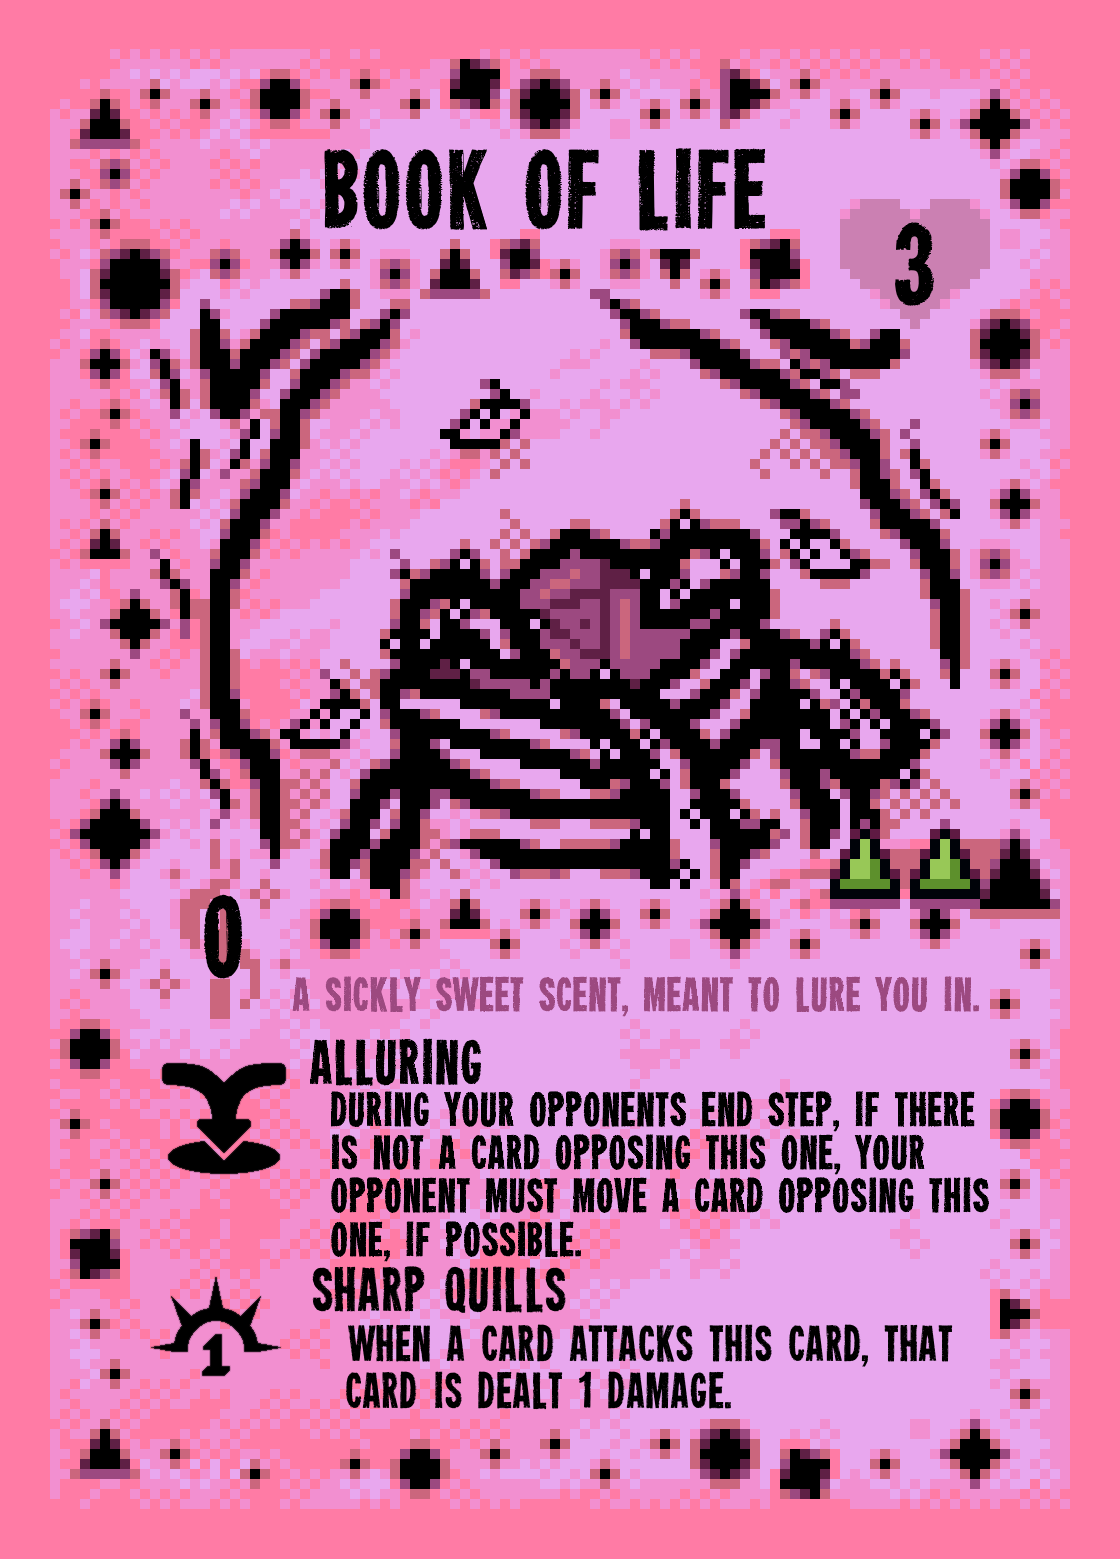 BOOK OF LIFE
3
0
A SICKLY SWEET SCENT, MEANT TO LURE YOU IN.
ALLURING
DURING YOUR OPPONENTS END STEP, IF THERE
IS NOT A CARD OPPOSING THIS ONE, YOUR
OPPONENT MUST MOVE A CARD OPPOSING THIS
ONE, IF POSSIBLE.
SHARP QUILLS
1
WHEN A CARD ATTACKS THIS CARD, THAT
CARD IS DEALT 1 DAMAGE.